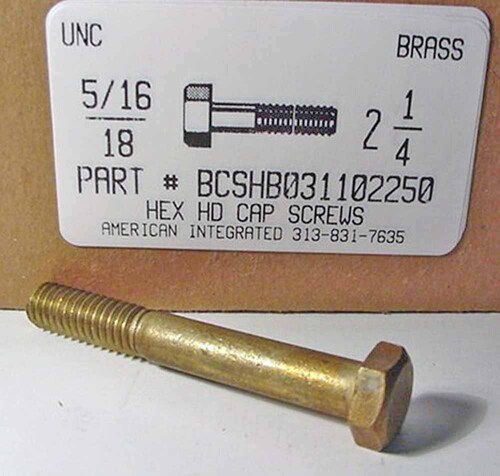 UNC BRASS
5/16
18
2 1/4
PART # BCSHB031102250
HEX HD CAP SCREWS
AMERICAN INTEGRATED 313-831-7635